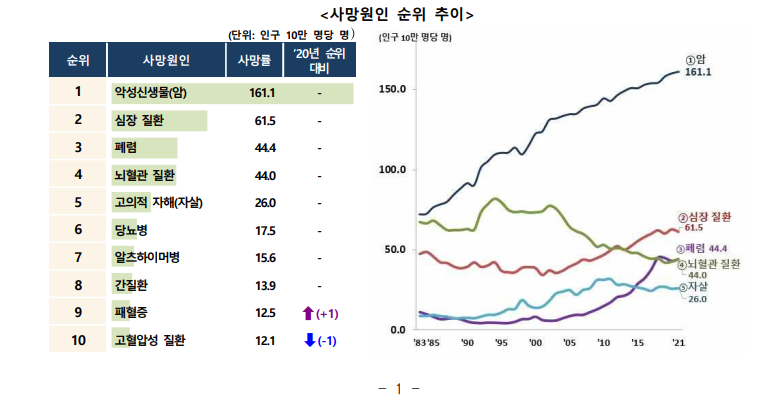 <사망원인 순위 추이>
(단위: 인구 10만 명당 명)
순위 사망원인 사망률 '20년 순위 대비
1 악성신생물(암) 161.1 -
2 심장 질환 61.5 -
3 폐렴 44.4 -
4 뇌혈관 질환 44.0 -
5 고의적 자해(자살) 26.0 -
6 당뇨병 17.5 -
7 알츠하이머병 15.6 -
8 간질환 13.9 -
9 패혈증 12.5 (+1)
10 고혈압성 질환 12.1 (-1)
(인구 10만 명당 명)
150.0
100.0
50.0
0.0
'83 '85 '90 '95 '00 '05 '10 '15 '21
①암
161.1
②심장 질환
61.5
③폐렴 44.4
④뇌혈관 질환
44.0
⑤자살
26.0
- 1 -